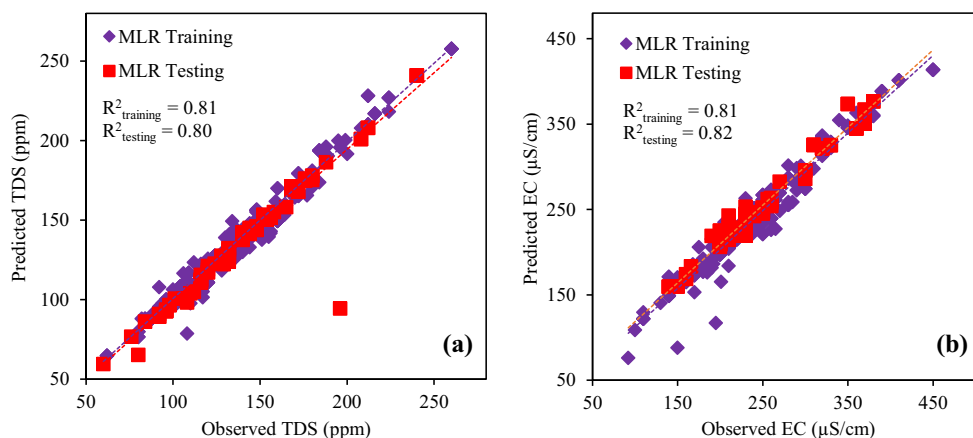 MLR Training
MLR Testing
R²training = 0.81
R²testing = 0.80
250
200
150
100
50
50
100
150
200
250
Predicted TDS (ppm)
Observed TDS (ppm)
(a)
MLR Training
MLR Testing
R²training = 0.81
R²testing = 0.82
450
350
250
150
50
50
150
250
350
450
Predicted EC (µS/cm)
Observed EC (µS/cm)
(b)